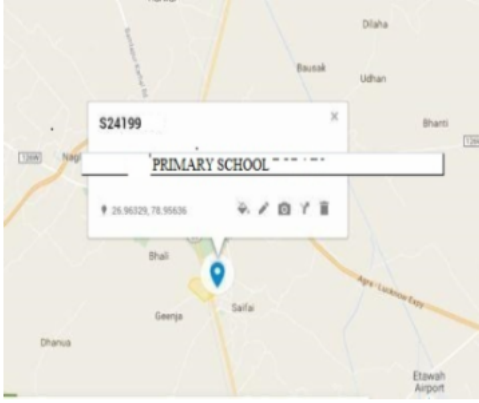 Dilaha
Bausak
Udhan
S24199
×
Bhanti
Nagl
PRIMARY SCHOOL
26.96329, 78.95636
Bhali
Saifai
Geenja
Agra - Lucknow Expy
Dhanua
Etawah
Airport